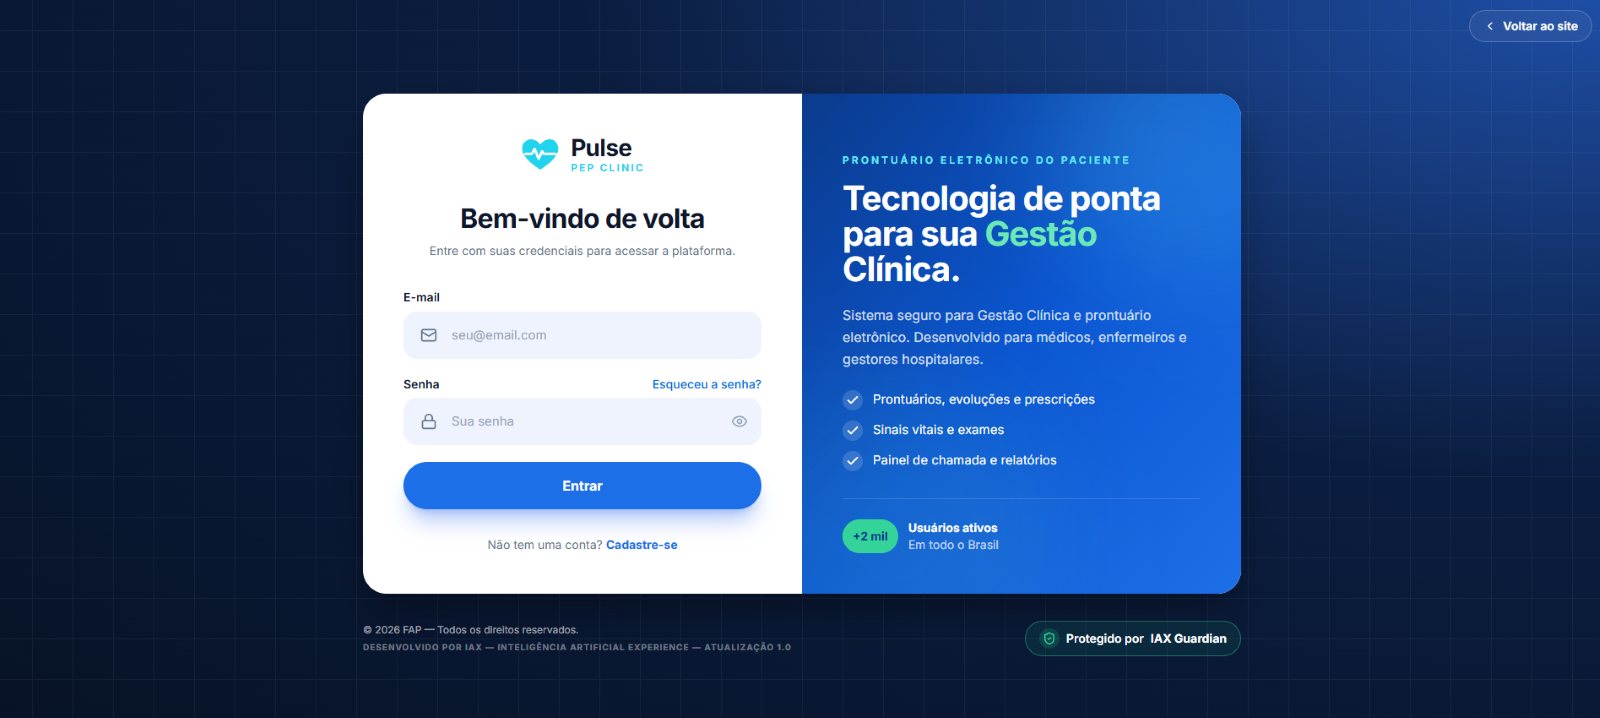 Voltar ao site
Pulse
PEP CLINIC
Bem-vindo de volta
Entre com suas credenciais para acessar a plataforma.
E-mail
seu@email.com
Senha
Esqueceu a senha?
Sua senha
Entrar
Não tem uma conta? Cadastre-se
PRONTUÁRIO ELETRÔNICO DO PACIENTE
Tecnologia de ponta
para sua Gestão
Clínica.
Sistema seguro para Gestão Clínica e prontuário
eletrônico. Desenvolvido para médicos, enfermeiros e
gestores hospitalares.
Prontuários, evoluções e prescrições
Sinais vitais e exames
Painel de chamada e relatórios
+2 mil
Usuários ativos
Em todo o Brasil
© 2026 FAP — Todos os direitos reservados.
DESENVOLVIDO POR IAX — INTELIGÊNCIA ARTIFICIAL EXPERIENCE — ATUALIZAÇÃO 1.0
Protegido por IAX Guardian